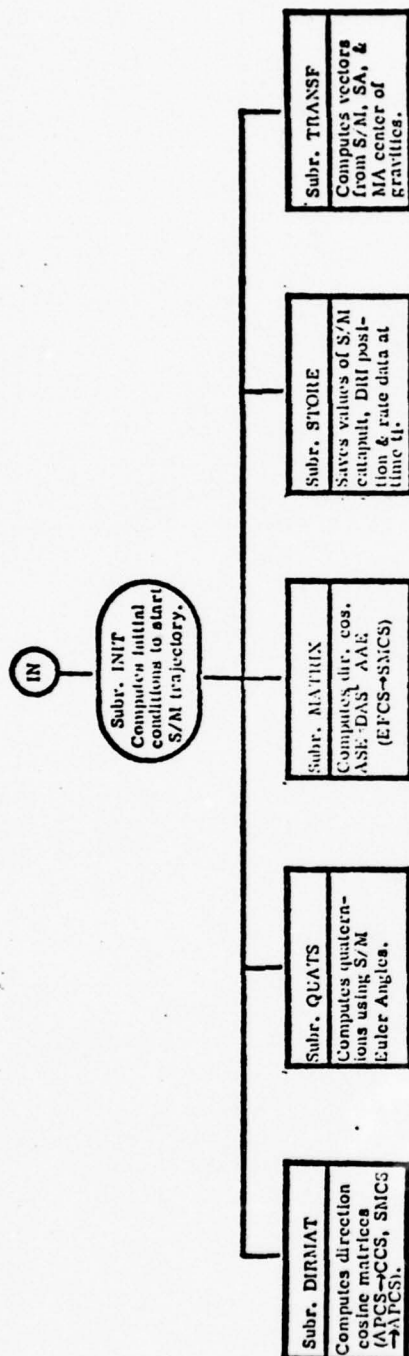 IN
Subr. INIT
Computes initial
conditions to start
S/M trajectory.
Subr. DIRMAT
Computes direction
cosine matrices
(APCS→CCS, SMCS
→APCS).
Subr. QUATS
Computes quatern-
ions using S/M
Euler Angles.
Subr. MATRIX
Computes dir. cos.
ASE DAS AAE
(EFCS→SMCS)
Subr. STORE
Saves values of S/M
catapult, DRI posi-
tion & rate data at
time
Subr. TRANSF
Computes vectors
from S/M, SA, &
MA center of
gravities.